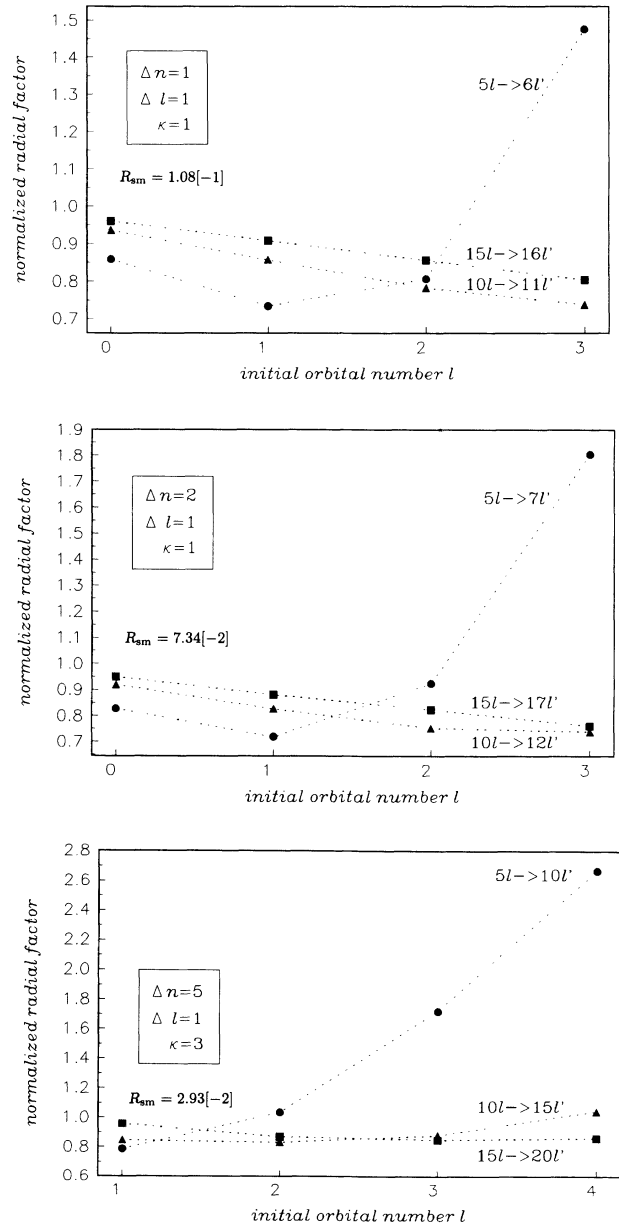 1.5
1.4
1.3
1.2
1.1
1.0
0.9
0.8
0.7
normalized radial factor
Δ n=1
Δ l=1
κ=1
R_sm = 1.08[-1]
5l->6l'
15l->16l'
10l->11l'
0 1 2 3
initial orbital number l
1.9
1.8
1.7
1.6
1.5
1.4
1.3
1.2
1.1
1.0
0.9
0.8
0.7
normalized radial factor
Δ n=2
Δ l=1
κ=1
R_sm = 7.34[-2]
5l->7l'
15l->17l'
10l->12l'
0 1 2 3
initial orbital number l
2.8
2.6
2.4
2.2
2.0
1.8
1.6
1.4
1.2
1.0
0.8
0.6
normalized radial factor
Δ n=5
Δ l=1
κ=3
R_sm = 2.93[-2]
5l->10l'
10l->15l'
15l->20l'
1 2 3 4
initial orbital number l